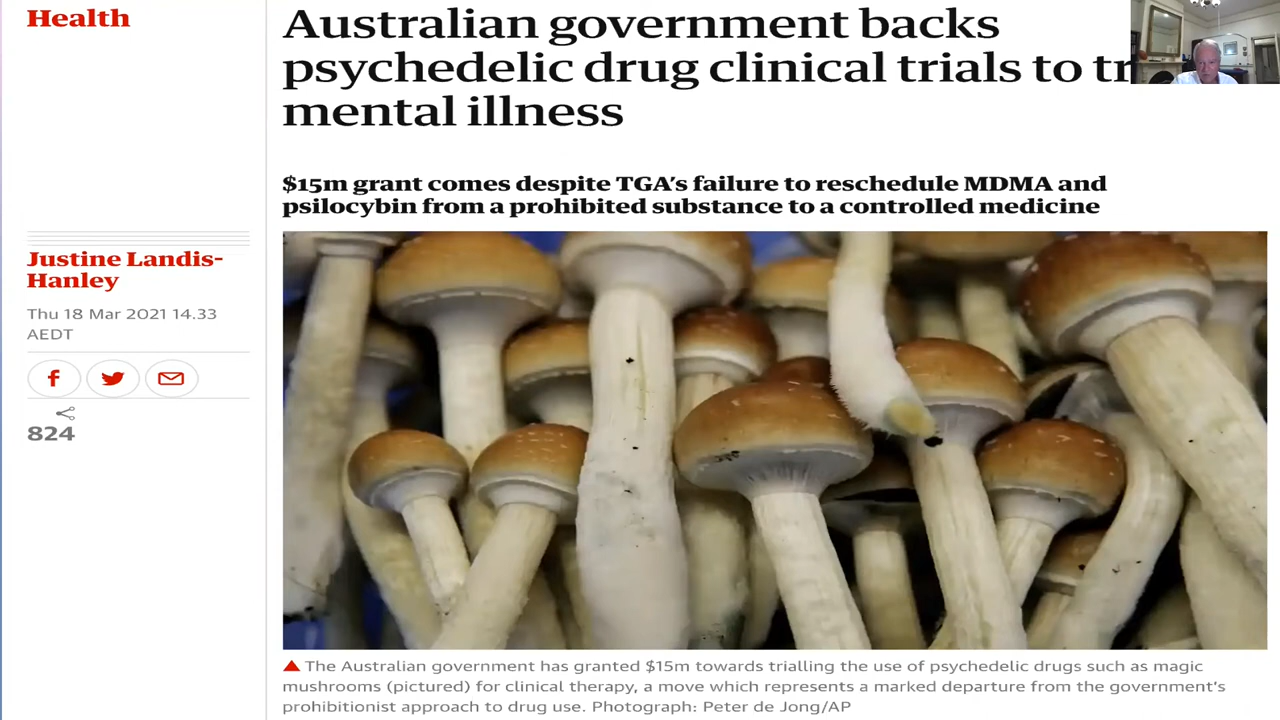 Health
Australian government backs
psychedelic drug clinical trials to tr
mental illness
$15m grant comes despite TGA's failure to reschedule MDMA and
psilocybin from a prohibited substance to a controlled medicine
Justine Landis-
Hanley
Thu 18 Mar 2021 14.33
AEDT
824
The Australian government has granted $15m towards trialling the use of psychedelic drugs such as magic
mushrooms (pictured) for clinical therapy, a move which represents a marked departure from the government's
prohibitionist approach to drug use. Photograph: Peter de Jong/AP